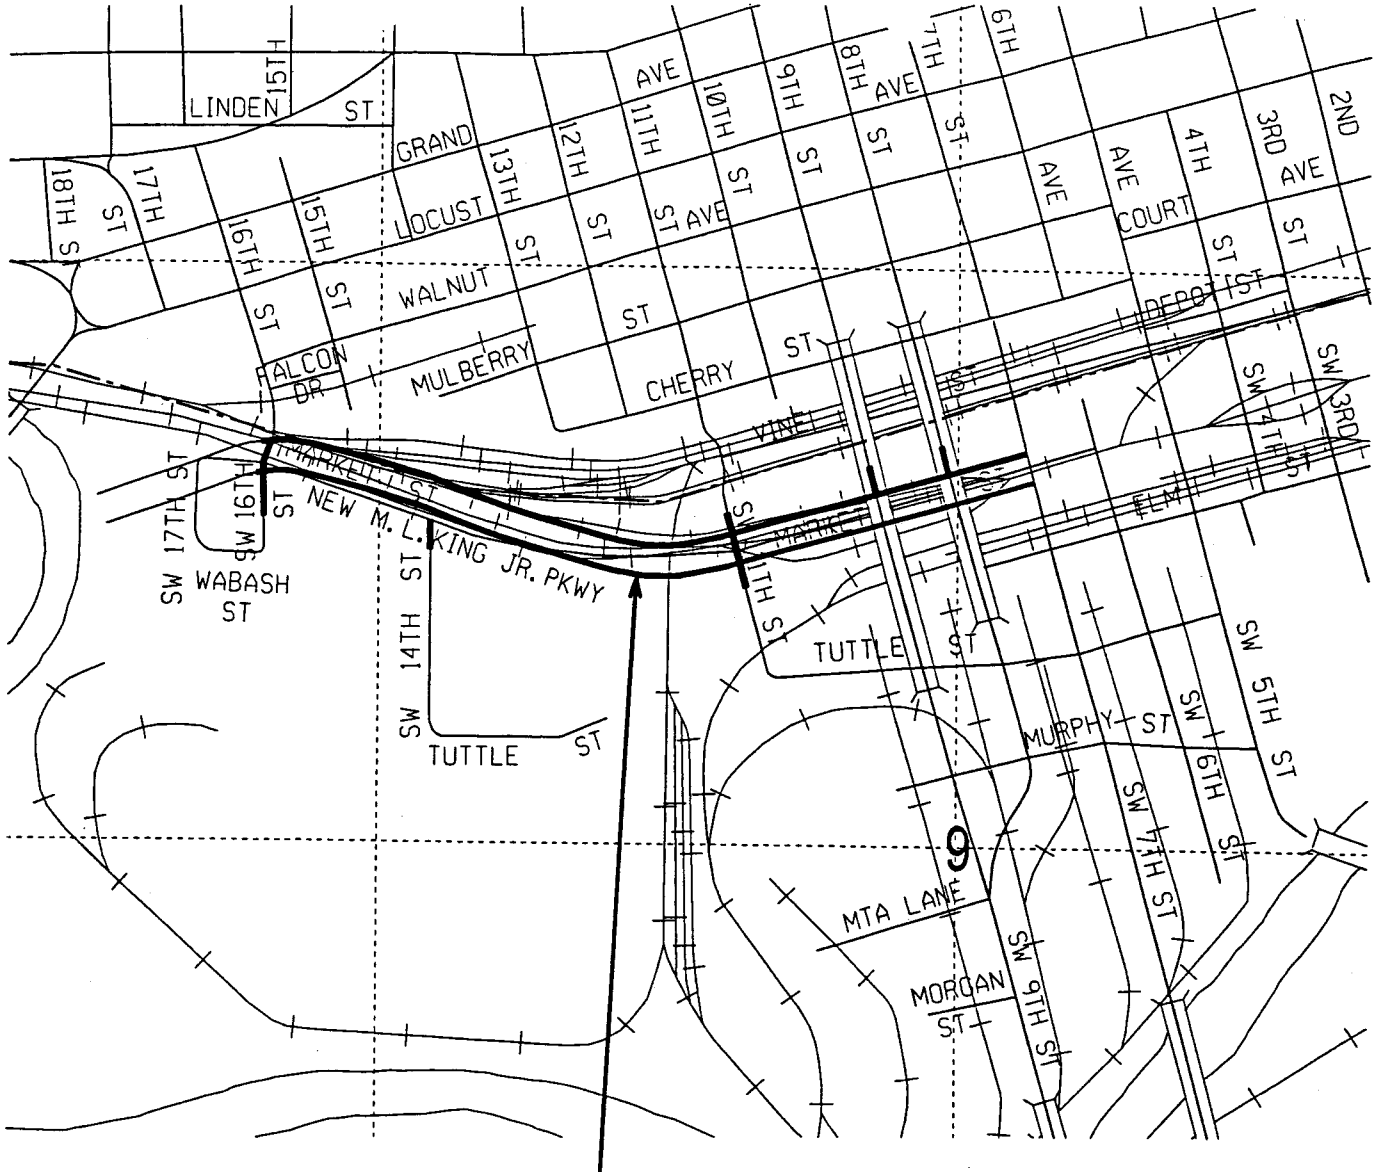 LINDEN ST
15TH
AVE
GRAND
10TH
9TH
8TH
AVE
7TH
6TH
11TH
12TH
13TH
ST
ST
ST
ST
4TH
3RD
2ND
AVE
AVE
AVE
COURT
18TH S
17TH
ST
16TH
ST
15TH
ST
LOCUST
AVE
ST
ST
ST
ST
ST
WALNUT
ST
FALCON
DR
MULBERRY
CHERRY
ST
DEPOT ST
VINE
ST
MARKET ST
MARKET
ELM
SW 3RD
SW 4TH ST
NEW M. L. KING JR. PKWY
SW 17TH ST
SW 16TH
ST
WABASH
ST
SW 14TH ST
TUTTLE ST
SW 11TH ST
TUTTLE ST
MURPHY ST
SW 5TH ST
SW 6TH ST
SW 7TH ST
9
MTA LANE
MORGAN
ST
SW 9TH ST